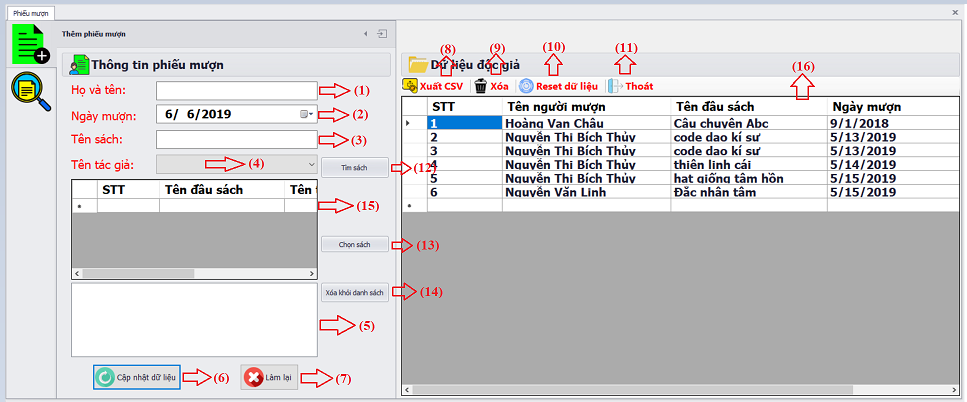 Phiếu mượn
Thêm phiếu mượn
Thông tin phiếu mượn
Họ và tên:
(1)
Ngày mượn:
6/ 6/2019
(2)
Tên sách:
(3)
Tên tác giả:
(4)
Tìm sách
(12)
STT Tên đầu sách Tên t
(15)
Chọn sách
(13)
Xóa khỏi danh sách
(14)
(5)
Cập nhật dữ liệu
(6)
Làm lại
(7)
(8)
(9)
(10)
(11)
Dữ liệu độc giả
(16)
Xuất CSV
Xóa
Reset dữ liệu
Thoát
STT Tên người mượn Tên đầu sách Ngày mượn
1 Hoàng Van Châu Câu chuyên Abc 9/1/2018
2 Nguyễn Thi Bích Thủy code dao kí sư 5/13/2019
3 Nguyễn Thi Bích Thủy code dao kí sư 5/13/2019
4 Nguyễn Thi Bích Thủy thiên linh cái 5/14/2019
5 Nguyễn Thi Bích Thủy hat giống tâm hồn 5/15/2019
6 Nguyễn Văn Linh Đắc nhân tâm 5/15/2019